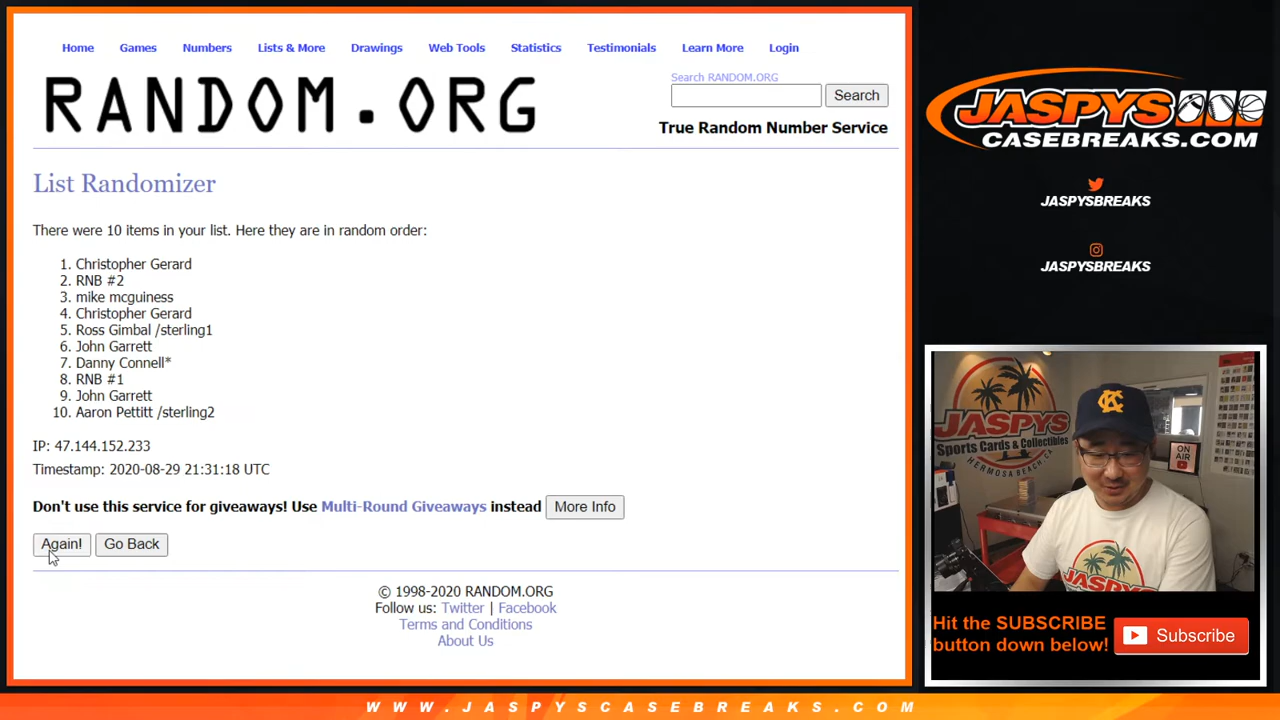 Home Games Numbers Lists & More Drawings Web Tools Statistics Testimonials Learn More Login
RANDOM.ORG
Search RANDOM.ORG
Search
True Random Number Service
List Randomizer
There were 10 items in your list. Here they are in random order:
1. Christopher Gerard
2. RNB #2
3. mike mcguiness
4. Christopher Gerard
5. Ross Gimbal /sterling1
6. John Garrett
7. Danny Connell*
8. RNB #1
9. John Garrett
10. Aaron Pettitt /sterling2
IP: 47.144.152.233
Timestamp: 2020-08-29 21:31:18 UTC
Don't use this service for giveaways! Use Multi-Round Giveaways instead More Info
Again! Go Back
© 1998-2020 RANDOM.ORG
Follow us: Twitter | Facebook
Terms and Conditions
About Us
JASPYS
CASEBREAKS.COM
JASPYSBREAKS
JASPYSBREAKS
JASPYS
Sports Cards & Collectibles
HERMOSA BEACH CA
ON AIR
KC
JASPYS
Hit the SUBSCRIBE
button down below!
Subscribe
WWW.JASPYSCASEBREAKS.COM